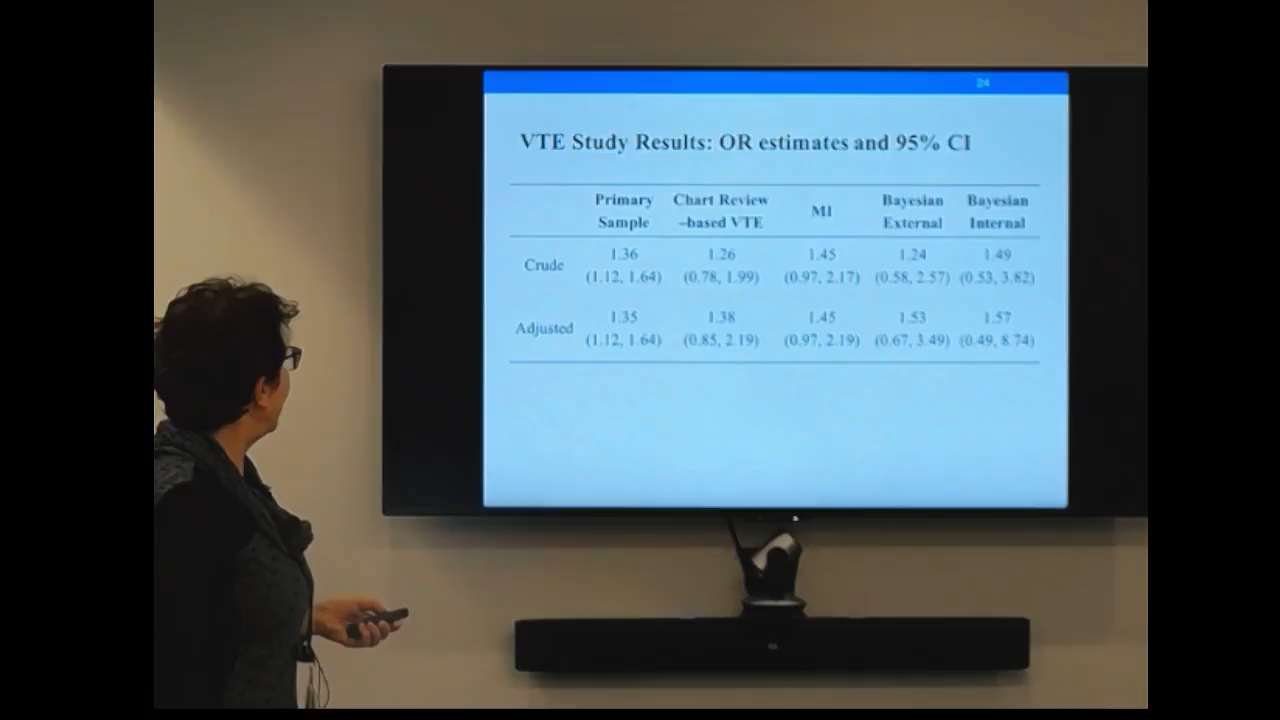 24
VTE Study Results: OR estimates and 95% CI
Primary Sample Chart Review –based VTE MI Bayesian External Bayesian Internal
Crude 1.36 1.26 1.45 1.24 1.49
(1.12, 1.64) (0.78, 1.99) (0.97, 2.17) (0.58, 2.57) (0.53, 3.82)
Adjusted 1.35 1.38 1.45 1.53 1.57
(1.12, 1.64) (0.85, 2.19) (0.97, 2.19) (0.67, 3.49) (0.49, 8.74)